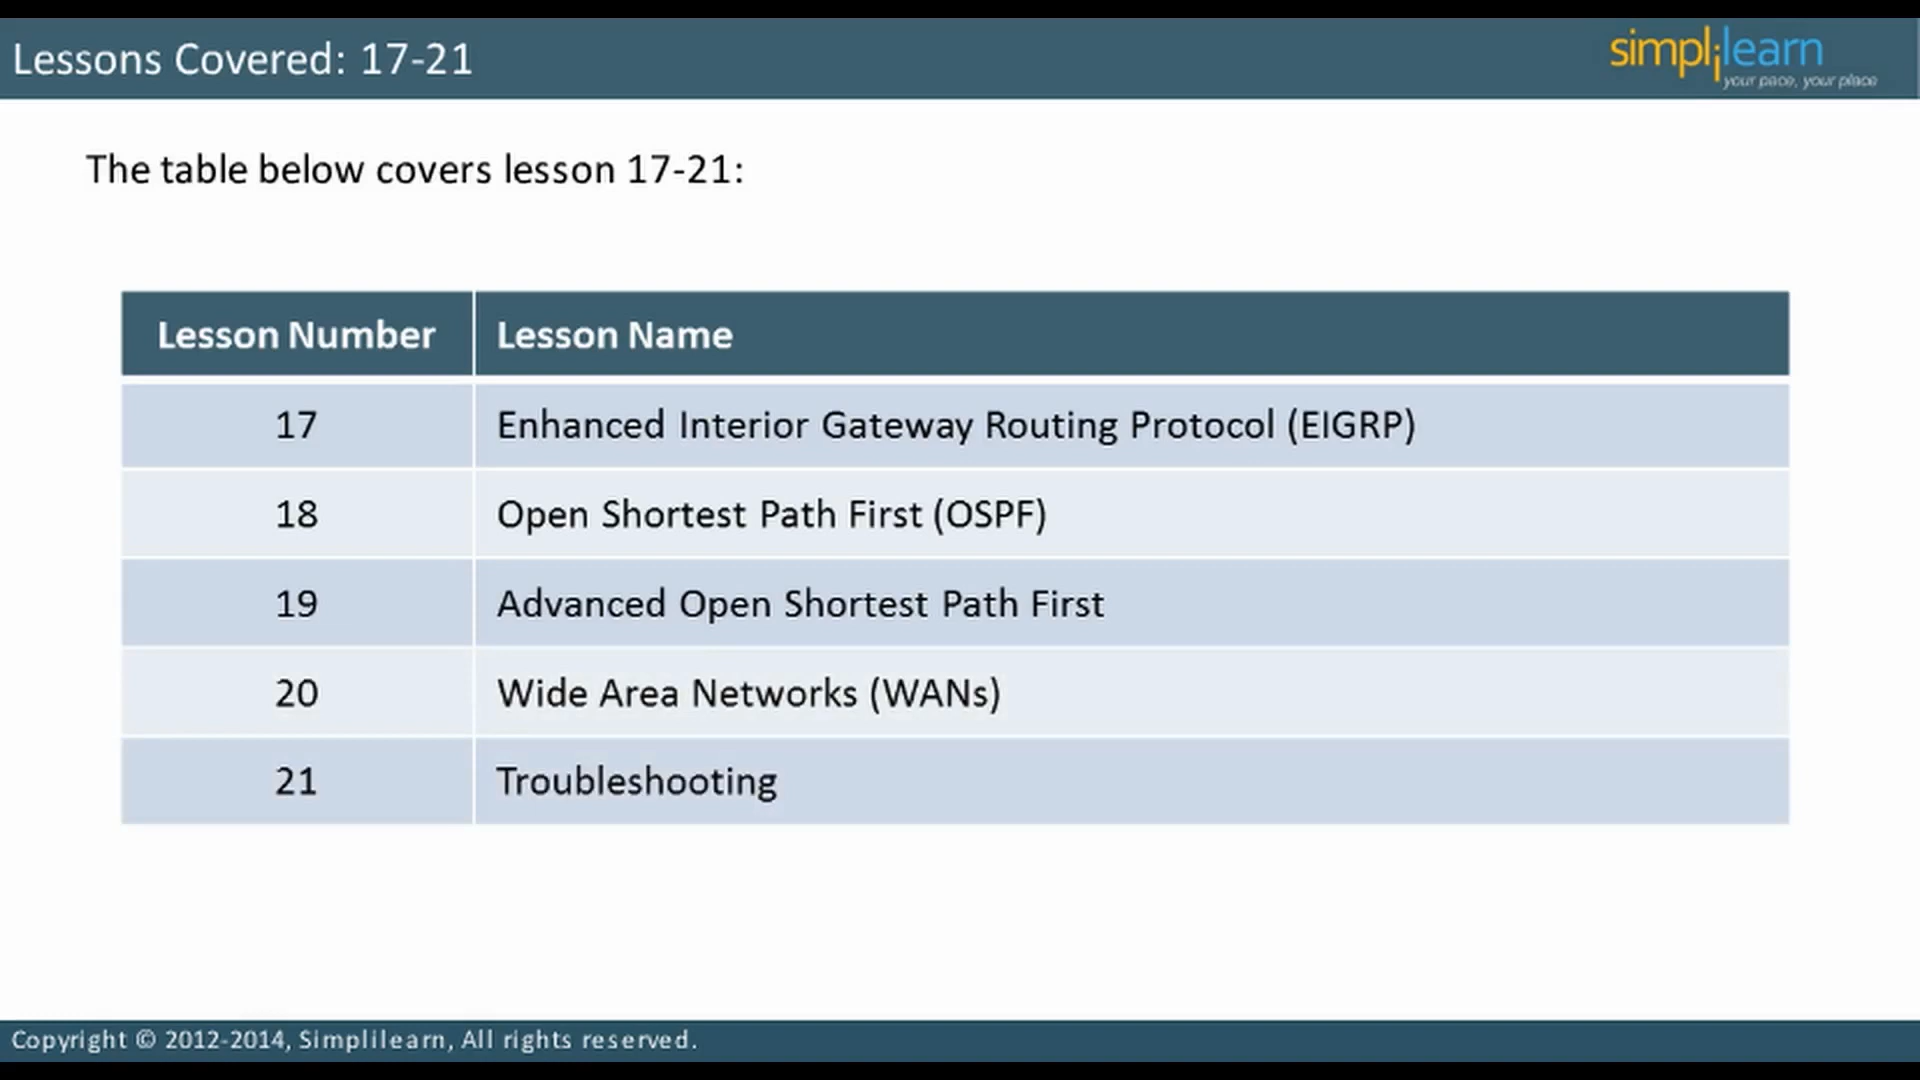 Lessons Covered: 17-21
simplilearn
your pace, your place
The table below covers lesson 17-21:
Lesson Number Lesson Name
17 Enhanced Interior Gateway Routing Protocol (EIGRP)
18 Open Shortest Path First (OSPF)
19 Advanced Open Shortest Path First
20 Wide Area Networks (WANs)
21 Troubleshooting
Copyright © 2012-2014, Simplilearn, All rights reserved.